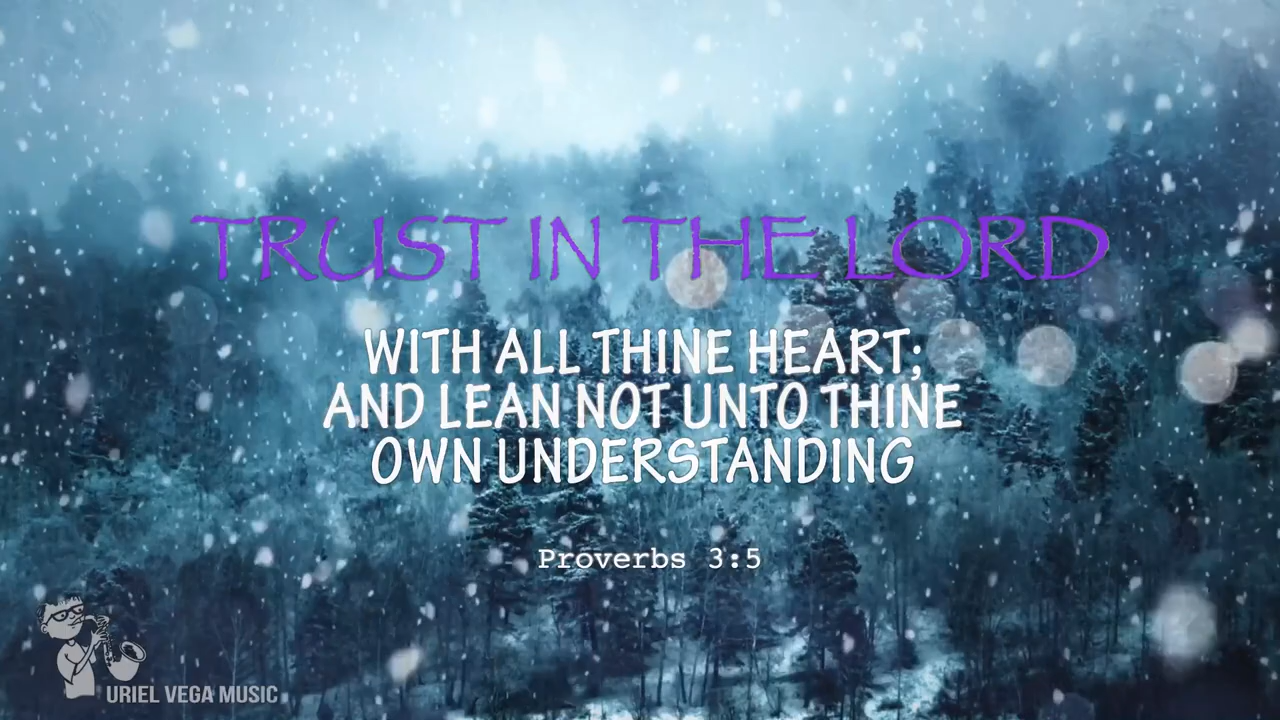 TRUST IN THE LORD
WITH ALL THINE HEART;
AND LEAN NOT UNTO THINE
OWN UNDERSTANDING
Proverbs 3:5
URIEL VEGA MUSIC